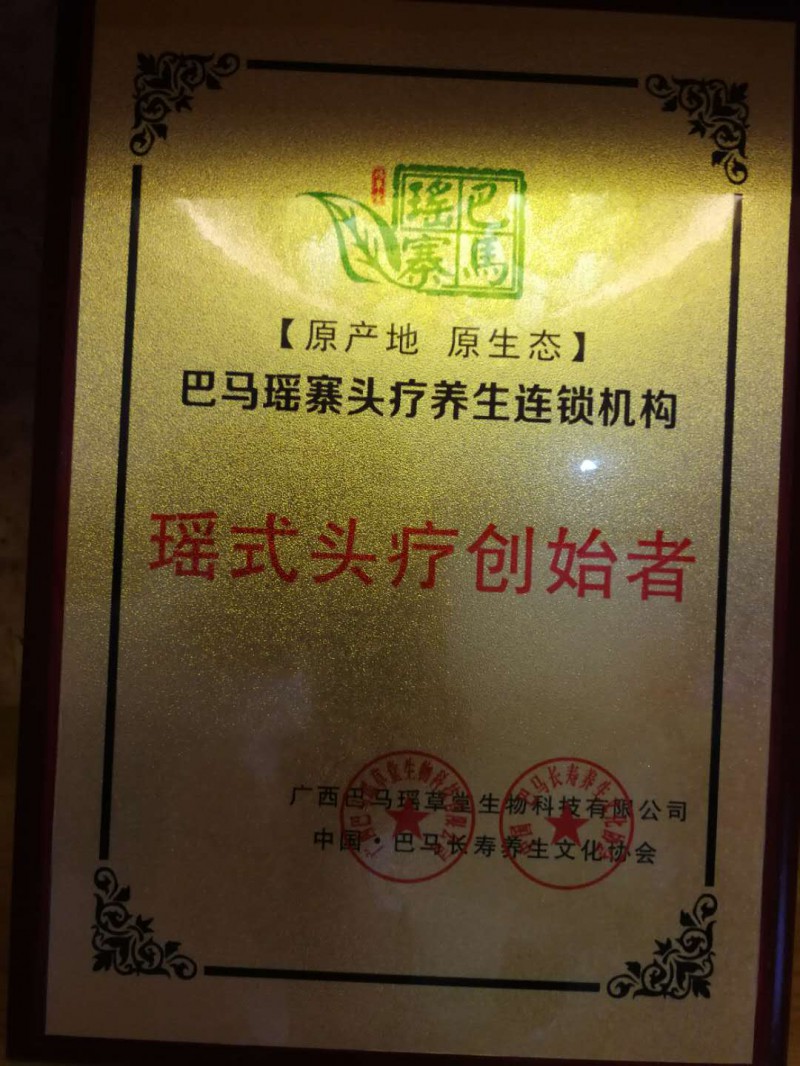 巴馬
瑶寨
【原产地 原生态】
巴马瑶寨头疗养生连锁机构
瑶式头疗创始者
广西巴马瑶草堂生物科技有限公司
中国·巴马长寿养生文化协会